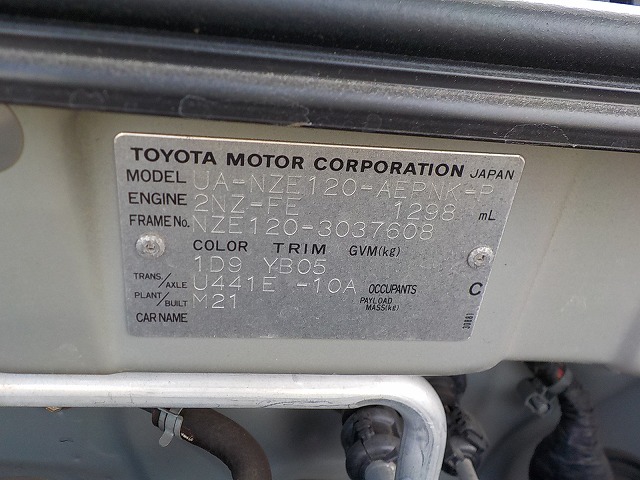 TOYOTA MOTOR CORPORATION JAPAN
MODEL UA-NZE120-AEPNK-P
ENGINE 2NZ-FE 1298 mL
FRAME No. NZE120-3037608
COLOR TRIM GVM(kg)
1D9 YB05
TRANS./AXLE U441E -10A OCCUPANTS C
PLANT/BUILT M21 PAYLOAD MASS(kg)
CAR NAME
30881